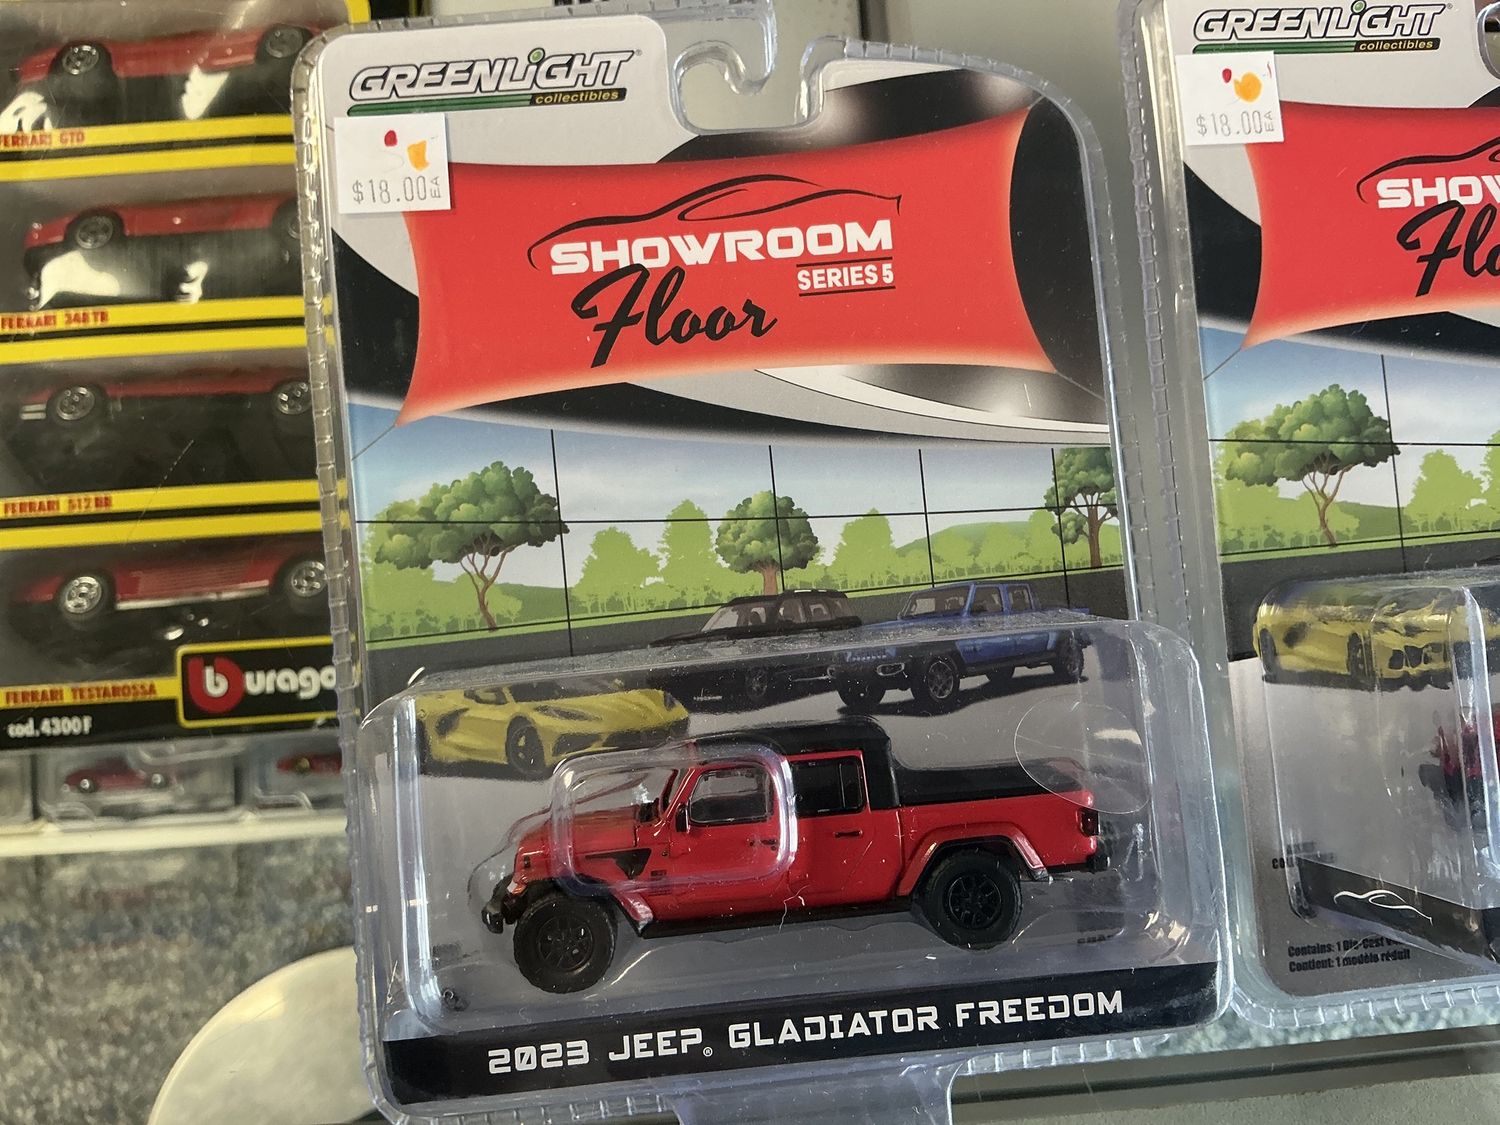 GREENLiGHT®
collectibles
$18.00 EA
SHOWROOM
Floor
SERIES 5
2023 JEEP® GLADIATOR FREEDOM
GREENLiGHT
collectibles
$18.00 EA
Contains: 1 Die-Cast
Contient: 1 modèle réduit
FERRARI GTO
FERRARI 348 TB
FERRARI 512 BB
FERRARI TESTAROSSA
cod. 4300 F
burago